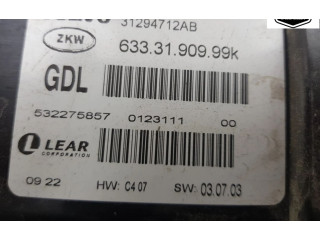 31294712AB
ZKW
633.31.909.99k
GDL
532275857 0123111 00
LEAR
CORPORATION
09 22 HW: C4 07 SW: 03.07.03